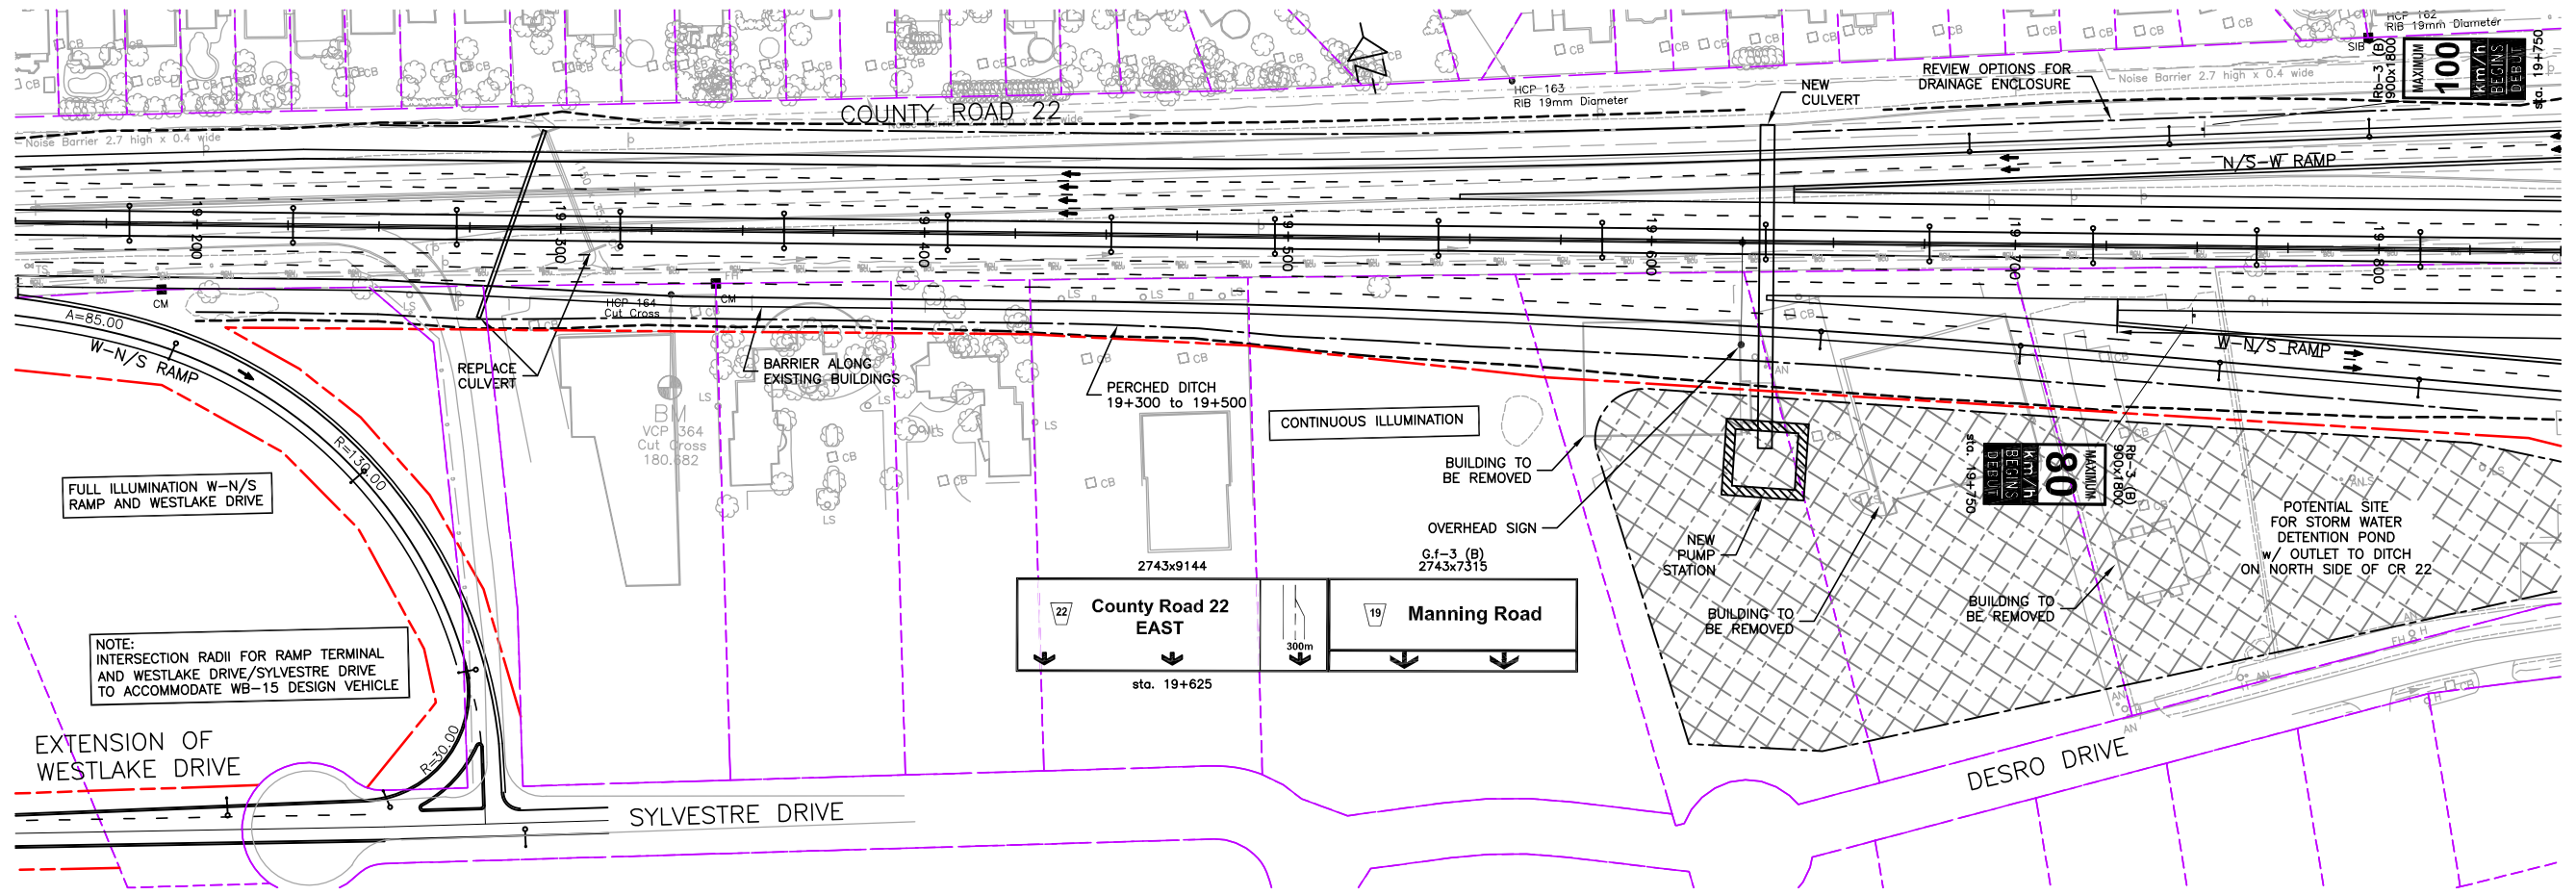 HCP 162
RIB 19mm Diameter
SIB
Rb-3 (B)
900x1800
MAXIMUM
100
km/h
BEGINS
DEBUT
sta. 19+750
Noise Barrier 2.7 high x 0.4 wide
REVIEW OPTIONS FOR
DRAINAGE ENCLOSURE
NEW
CULVERT
HCP 163
RIB 19mm Diameter
COUNTY ROAD 22
Noise Barrier 2.7 high x 0.4 wide
N/S-W RAMP
19+200
19+300
19+400
19+500
19+600
19+700
19+800
TS
CM
FH
CM
HCP 164
Cut Cross
A=85.00
W-N/S RAMP
R=130.00
REPLACE
CULVERT
BARRIER ALONG
EXISTING BUILDINGS
PERCHED DITCH
19+300 to 19+500
BM
VCP 364
Cut Cross
180.682
CONTINUOUS ILLUMINATION
BUILDING TO
BE REMOVED
OVERHEAD SIGN
W-N/S RAMP
sta. 19+750
Rb-3 (B)
900x1800
MAXIMUM
80
km/h
BEGINS
DEBUT
NEW
PUMP
STATION
BUILDING TO
BE REMOVED
BUILDING TO
BE REMOVED
POTENTIAL SITE
FOR STORM WATER
DETENTION POND
w/ OUTLET TO DITCH
ON NORTH SIDE OF CR 22
FULL ILLUMINATION W-N/S
RAMP AND WESTLAKE DRIVE
2743x9144
G.f-3 (B)
2743x7315
22
County Road 22
EAST
300m
19
Manning Road
sta. 19+625
NOTE:
INTERSECTION RADII FOR RAMP TERMINAL
AND WESTLAKE DRIVE/SYLVESTRE DRIVE
TO ACCOMMODATE WB-15 DESIGN VEHICLE
EXTENSION OF
WESTLAKE DRIVE
R=30.00
SYLVESTRE DRIVE
DESRO DRIVE